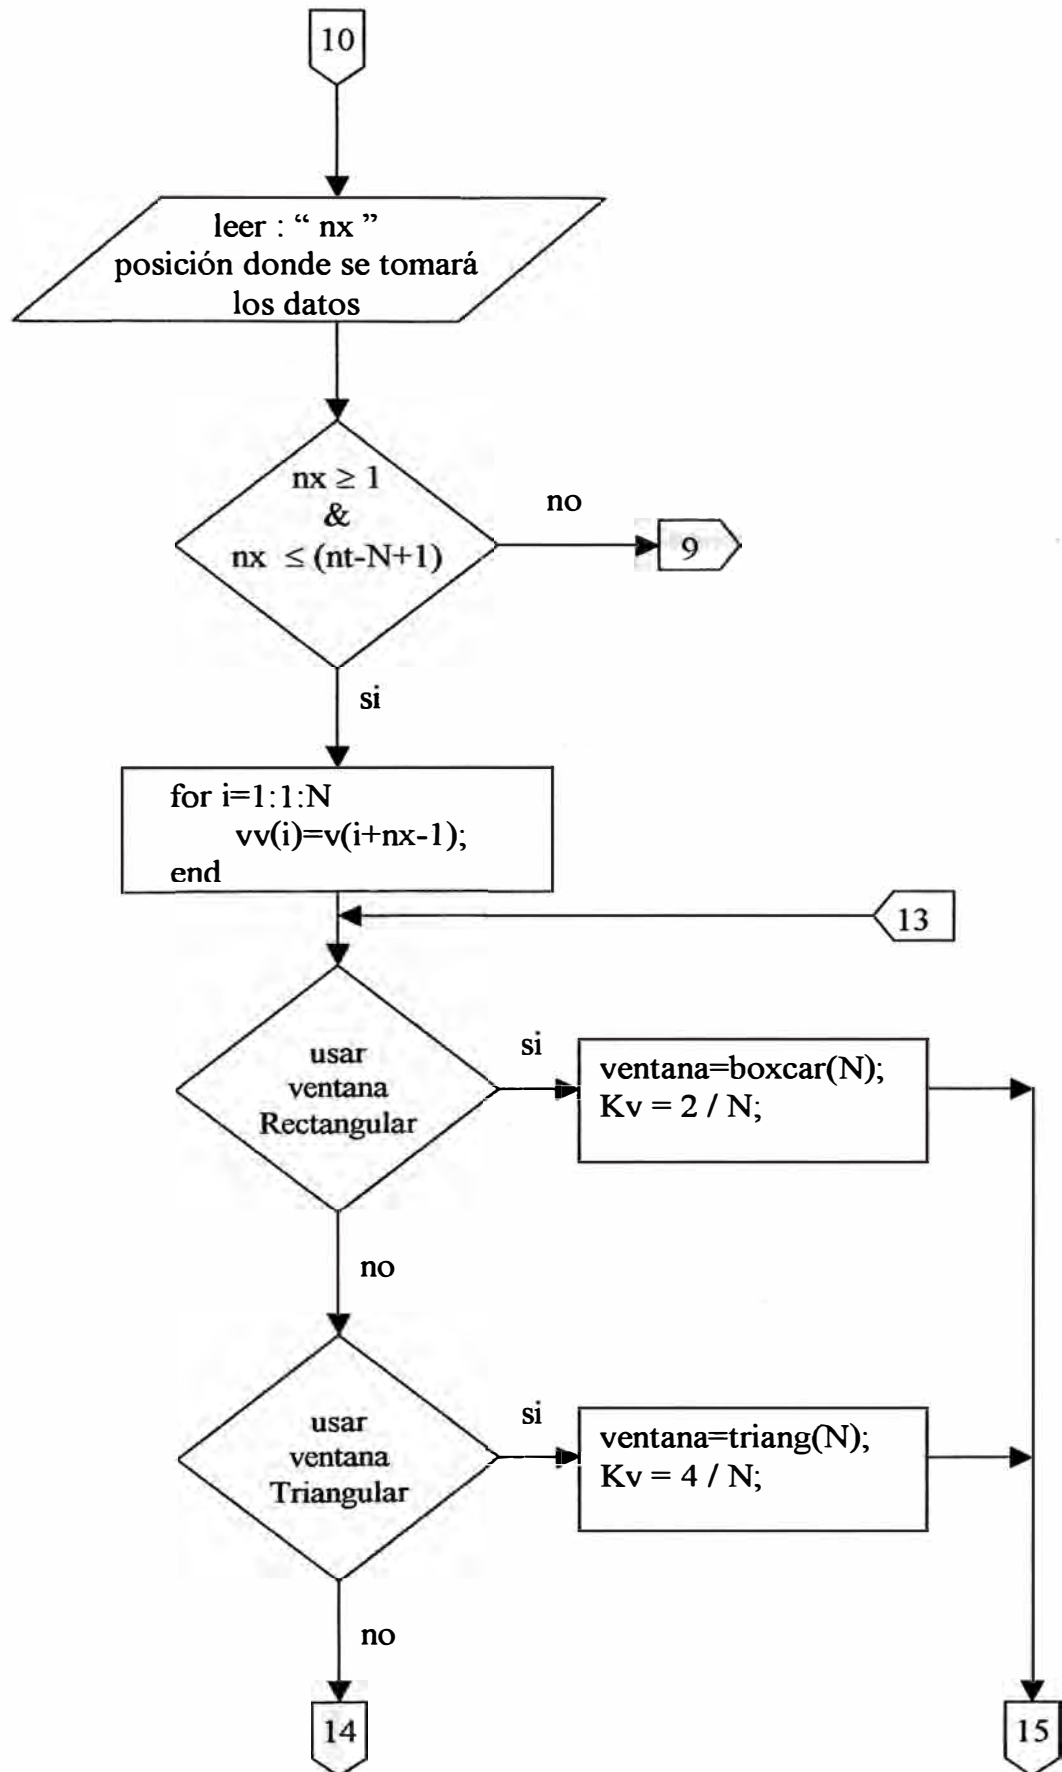 10
leer : “ nx ”
posición donde se tomará
los datos
nx ≥ 1
&
nx ≤ (nt-N+1)
no
9
si
for i=1:1:N
vv(i)=v(i+nx-1);
end
13
usar
ventana
Rectangular
si
ventana=boxcar(N);
Kv = 2 / N;
no
usar
ventana
Triangular
si
ventana=triang(N);
Kv = 4 / N;
no
14
15